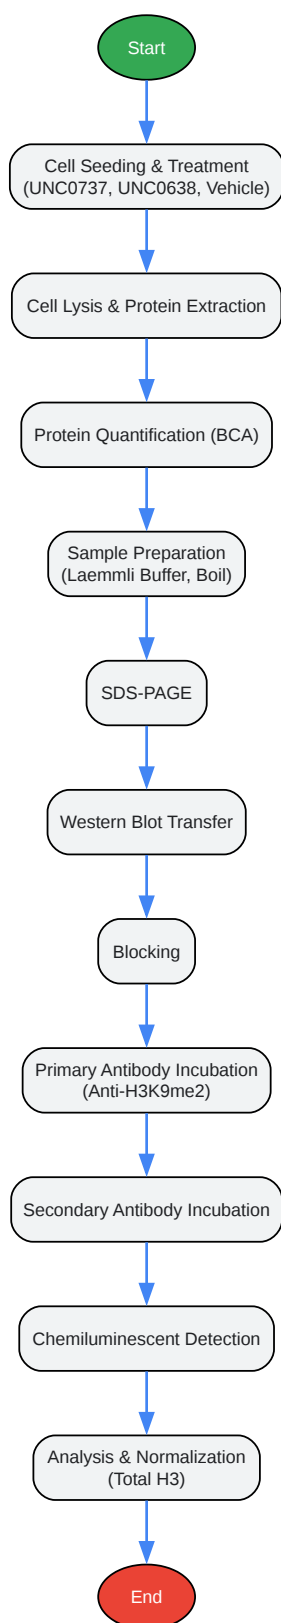 Start
Cell Seeding & Treatment
(UNC0737, UNC0638, Vehicle)
Cell Lysis & Protein Extraction
Protein Quantification (BCA)
Sample Preparation
(Laemmli Buffer, Boil)
SDS-PAGE
Western Blot Transfer
Blocking
Primary Antibody Incubation
(Anti-H3K9me2)
Secondary Antibody Incubation
Chemiluminescent Detection
Analysis & Normalization
(Total H3)
End